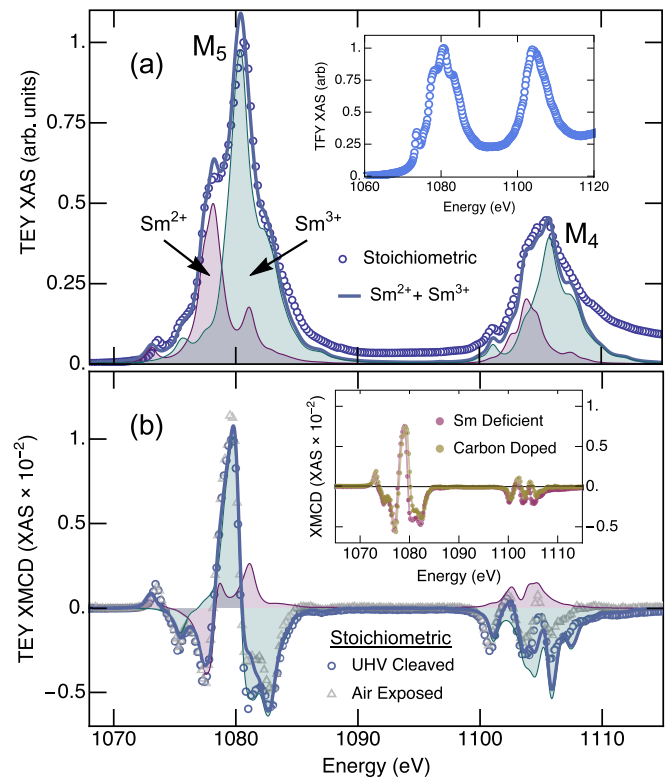 (a)
M5
M4
TEY XAS (arb. units)
1.
0.75
0.5
0.25
0.
Sm2+
Sm3+
Stoichiometric
Sm2+ + Sm3+
TFY XAS (arb)
1.
0.75
0.5
0.25
0
1060
1080
1100
1120
Energy (eV)
(b)
TEY XMCD (XAS × 10−2)
1.
0.5
0.
−0.5
Stoichiometric
UHV Cleaved
Air Exposed
XMCD (XAS × 10−2)
Sm Deficient
Carbon Doped
1.
0.5
0.
−0.5
1070
1080
1090
1100
1110
Energy (eV)
1070
1080
1090
1100
1110
Energy (eV)